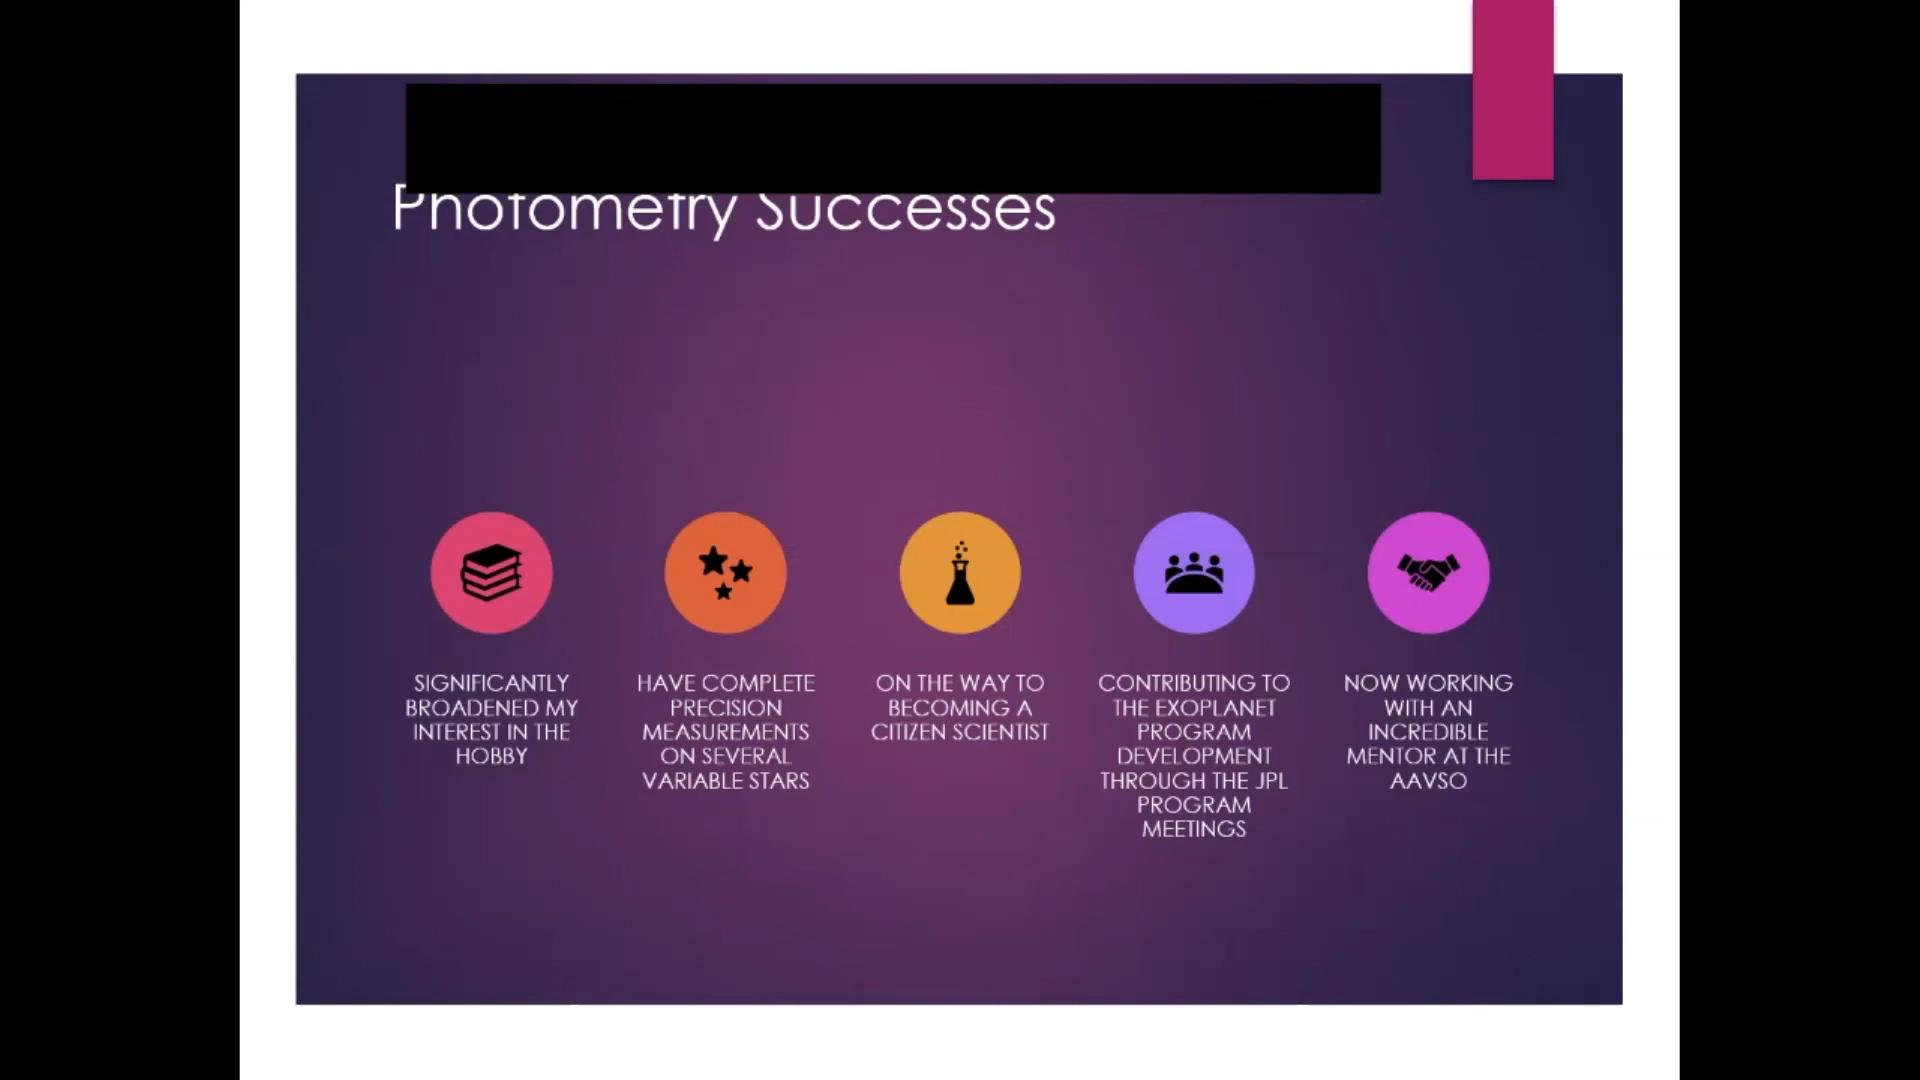 Photometry Successes
SIGNIFICANTLY
BROADENED MY
INTEREST IN THE
HOBBY
HAVE COMPLETE
PRECISION
MEASUREMENTS
ON SEVERAL
VARIABLE STARS
ON THE WAY TO
BECOMING A
CITIZEN SCIENTIST
CONTRIBUTING TO
THE EXOPLANET
PROGRAM
DEVELOPMENT
THROUGH THE JPL
PROGRAM
MEETINGS
NOW WORKING
WITH AN
INCREDIBLE
MENTOR AT THE
AAVSO